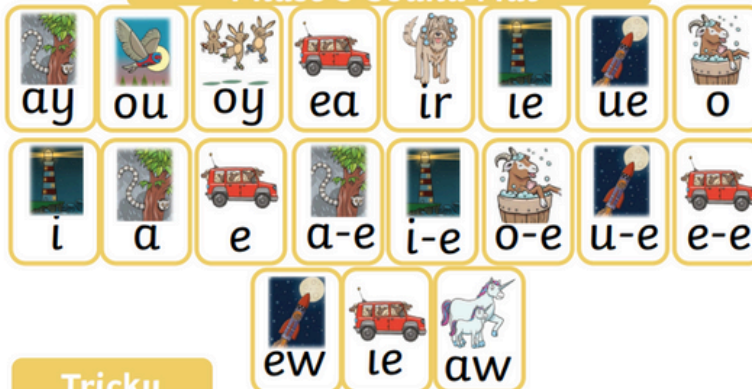 ay ou oy ea ir ie ue o
i a e a-e i-e o-e u-e e-e
ew ie aw
Tricky